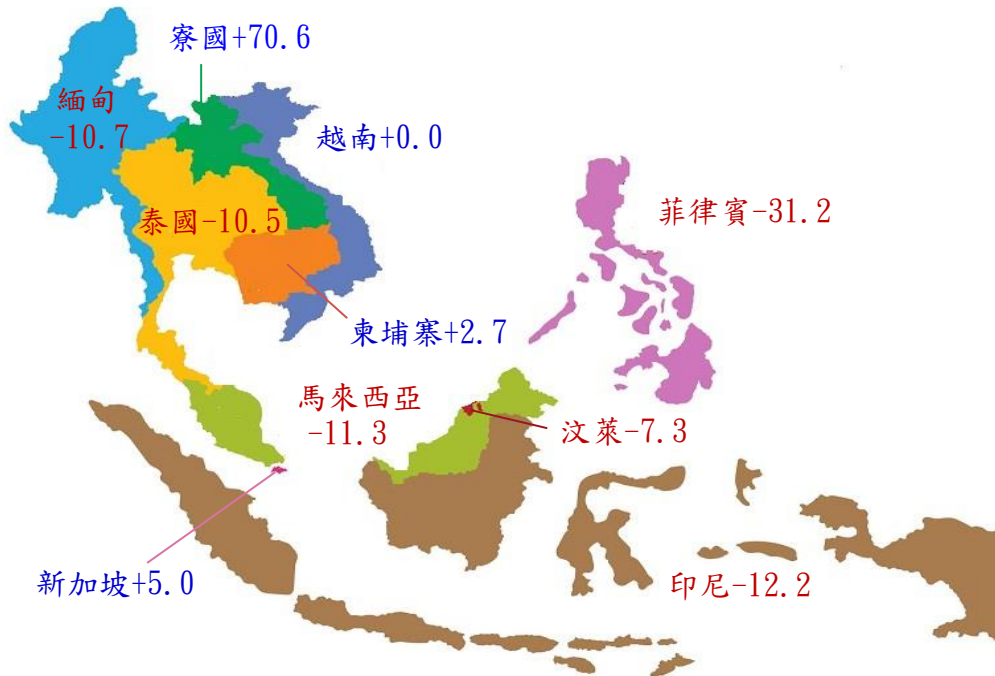 寮國+70.6
緬甸
-10.7
越南+0.0
泰國-10.5
菲律賓-31.2
柬埔寨+2.7
馬來西亞
-11.3
汶萊-7.3
新加坡+5.0
印尼-12.2